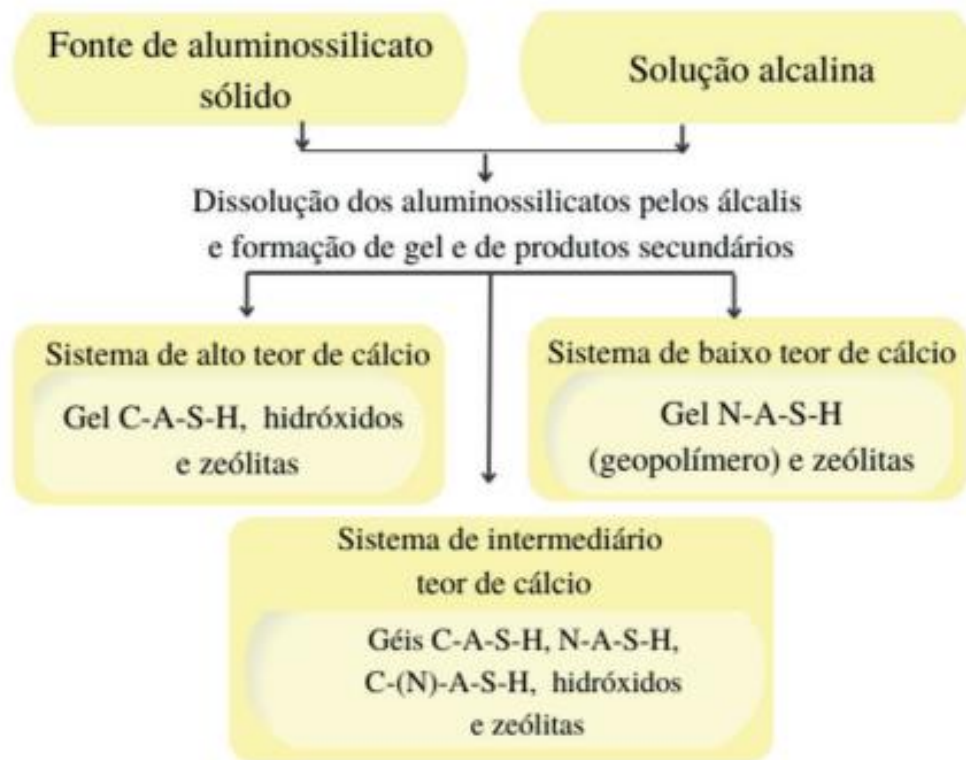 Fonte de aluminossilicato
sólido
Solução alcalina
Dissolução dos aluminossilicatos pelos álcalis
e formação de gel e de produtos secundários
Sistema de alto teor de cálcio
Gel C-A-S-H, hidróxidos
e zeólitas
Sistema de baixo teor de cálcio
Gel N-A-S-H
(geopolímero) e zeólitas
Sistema de intermediário
teor de cálcio
Géis C-A-S-H, N-A-S-H,
C-(N)-A-S-H, hidróxidos
e zeólitas